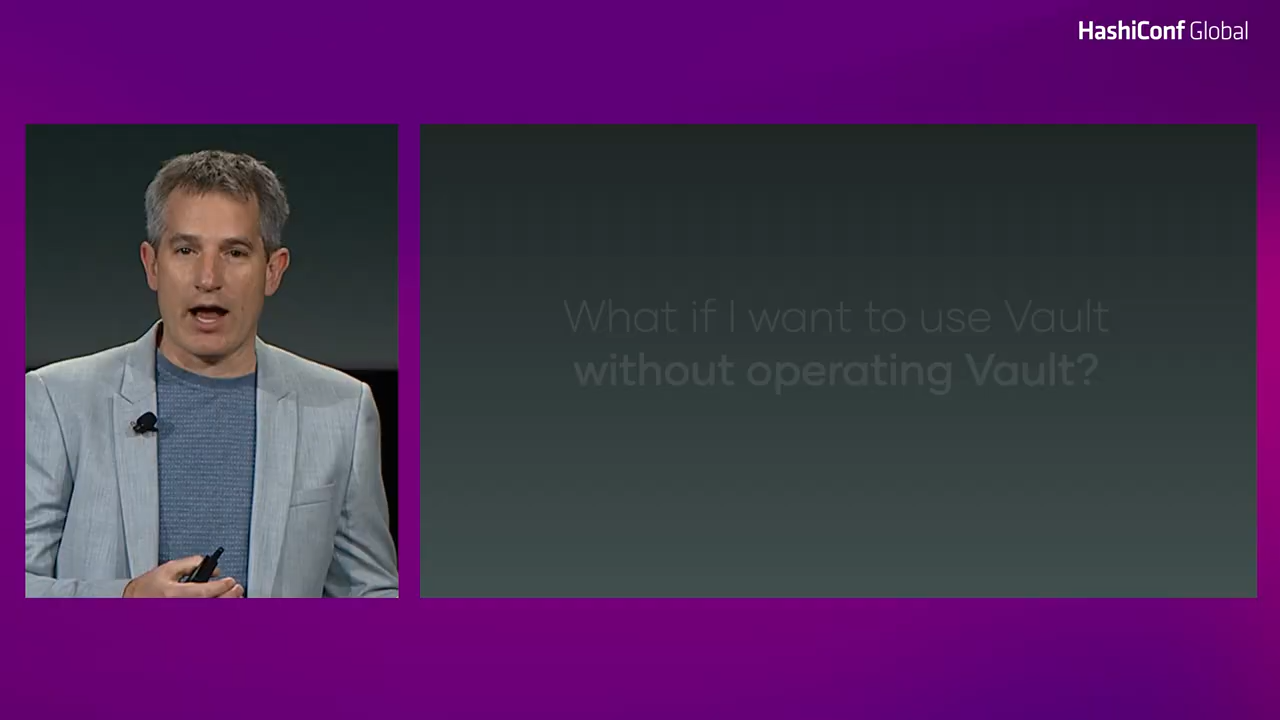 HashiConf Global
What if I want to use Vault
without operating Vault?